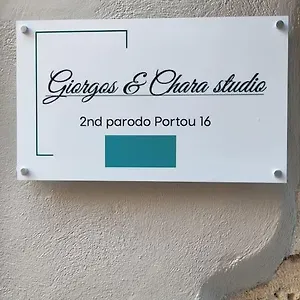 Giorgos & Chara studio
2nd parodo Portou 16